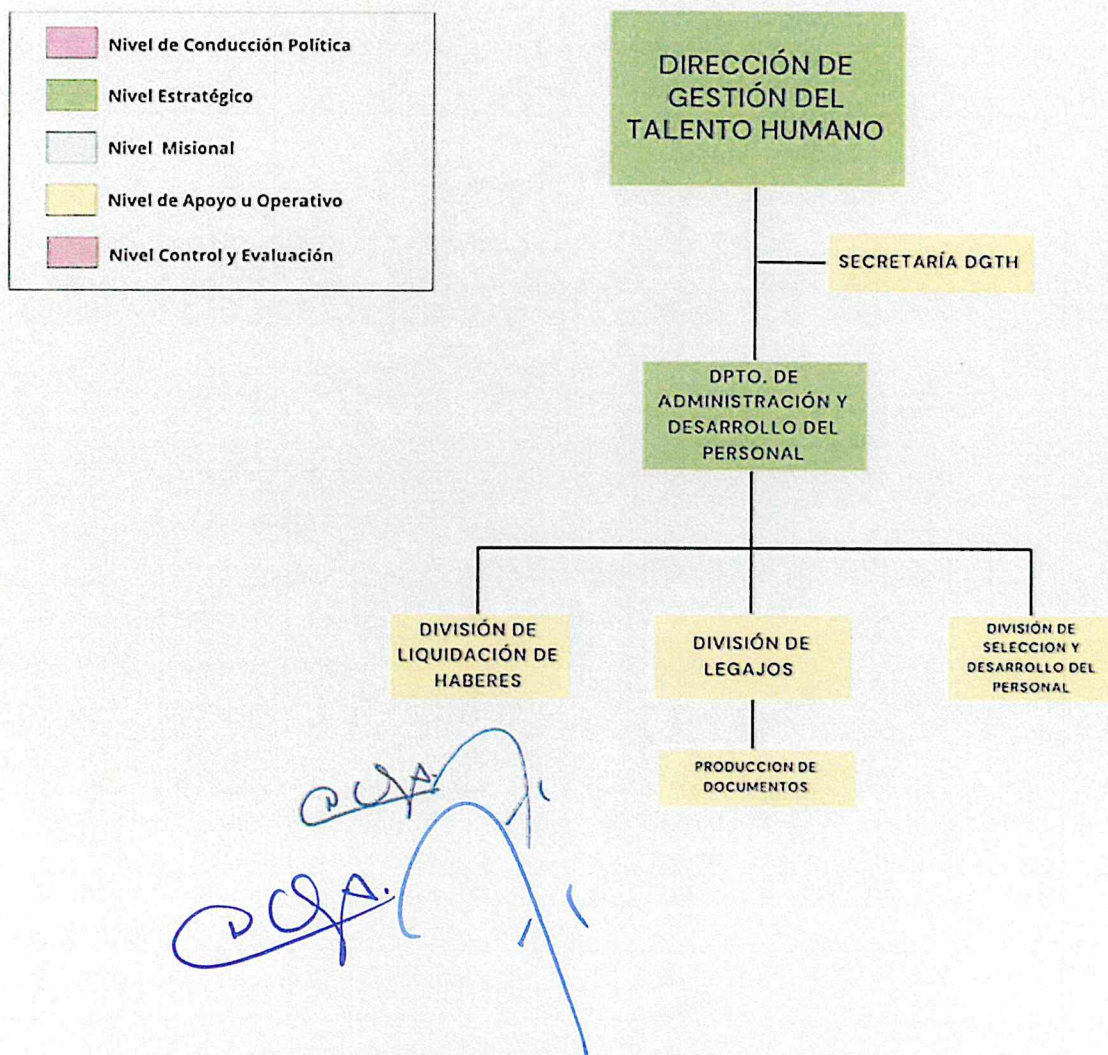 Nivel de Conducción Política
Nivel Estratégico
Nivel Misional
Nivel de Apoyo u Operativo
Nivel Control y Evaluación
DIRECCIÓN DE
GESTIÓN DEL
TALENTO HUMANO
SECRETARÍA DGTH
DPTO. DE
ADMINISTRACIÓN Y
DESARROLLO DEL
PERSONAL
DIVISIÓN DE
LIQUIDACIÓN DE
HABERES
DIVISIÓN DE
LEGAJOS
DIVISIÓN DE
SELECCION Y
DESARROLLO DEL
PERSONAL
PRODUCCION DE
DOCUMENTOS